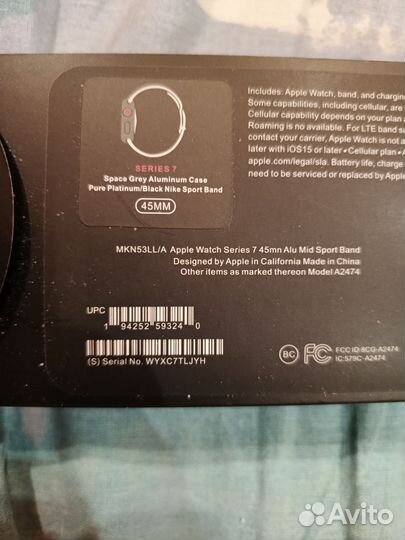 SERIES 7
Space Grey Aluminum Case
Pure Platinum/Black Nike Sport Band
45MM
Includes: Apple Watch, band, and charging
Some capabilities, including cellular, are
Cellular capability depends on your plan a
Roaming is no available. For LTE band su
contact your carrier, Apple Watch is not a
later with iOS15 or later • Cellular plan • A
apple.com/legal/sla. Battery life, charge
need to be serviced or replaced by Apple
MKN53LL/A Apple Watch Series 7 45mn Alu Mid Sport Band
Designed by Apple in California Made in China
Other items as marked thereon Model A2474
UPC
1 94252 59324 0
(S) Serial No. WYXC7TLJYH
BC FC FCC ID:8CG-A2474
IC:579C-A2474
Avito